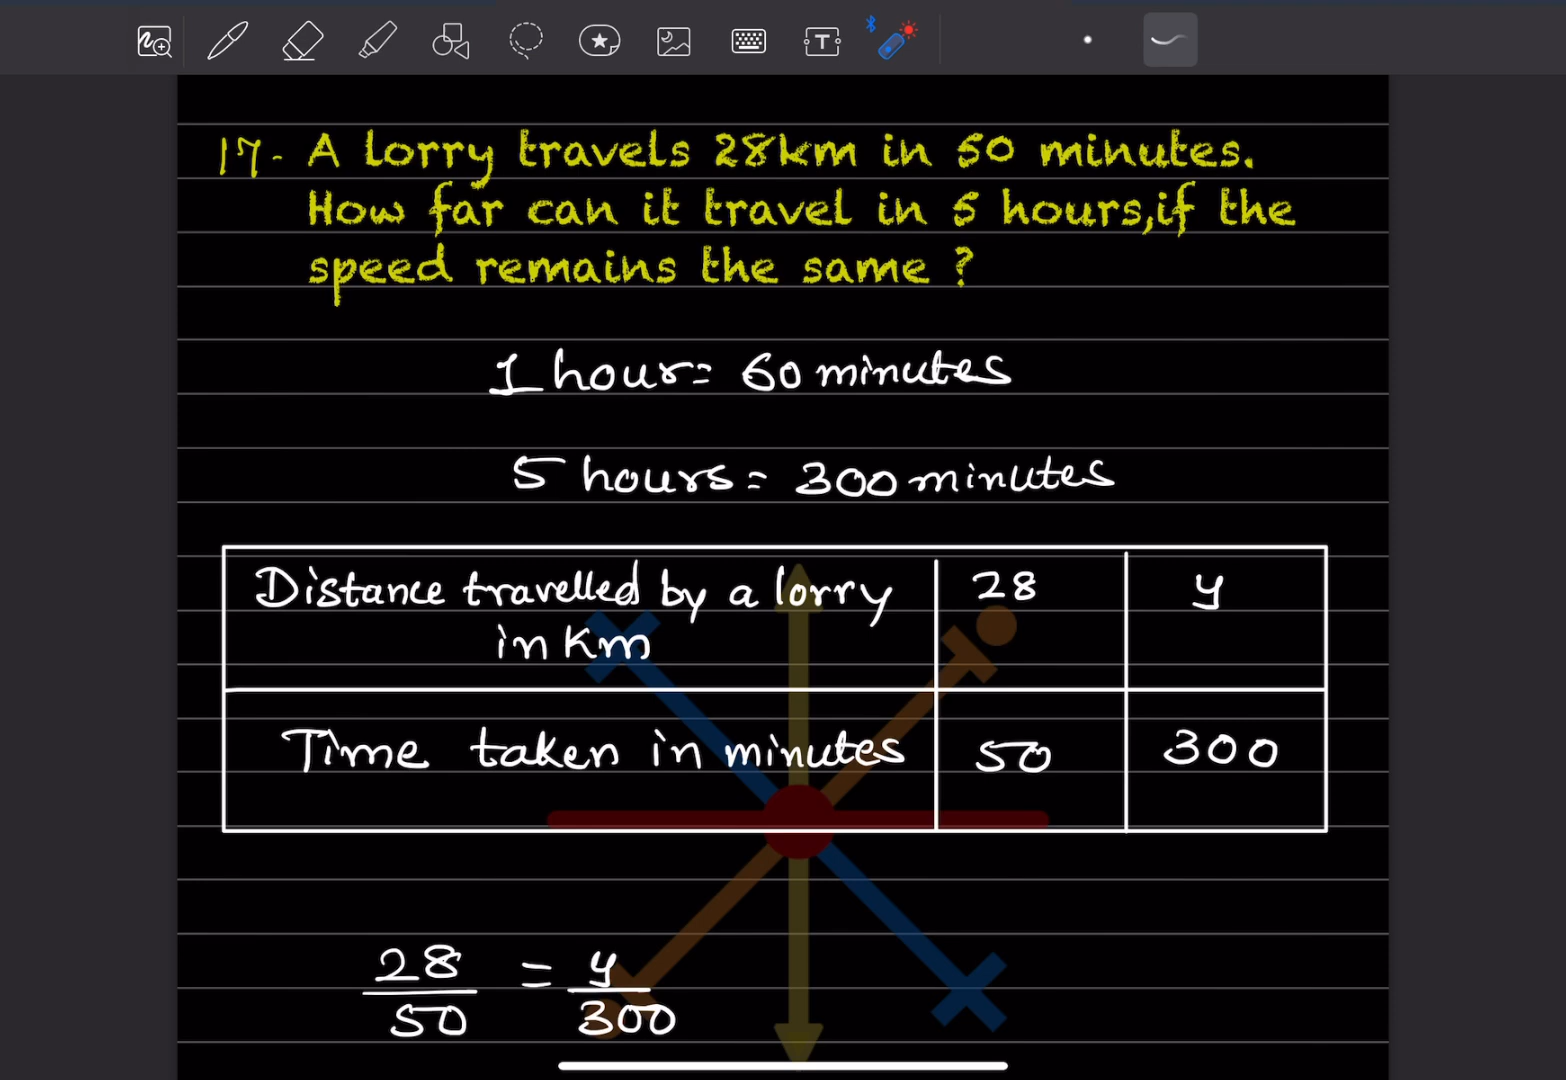 17. A lorry travels 28km in 50 minutes.
How far can it travel in 5 hours, if the
speed remains the same ?
1 hour = 60 minutes
5 hours = 300 minutes
Distance travelled by a lorry in Km 28 y
Time taken in minutes 50 300
28/50 = y/300